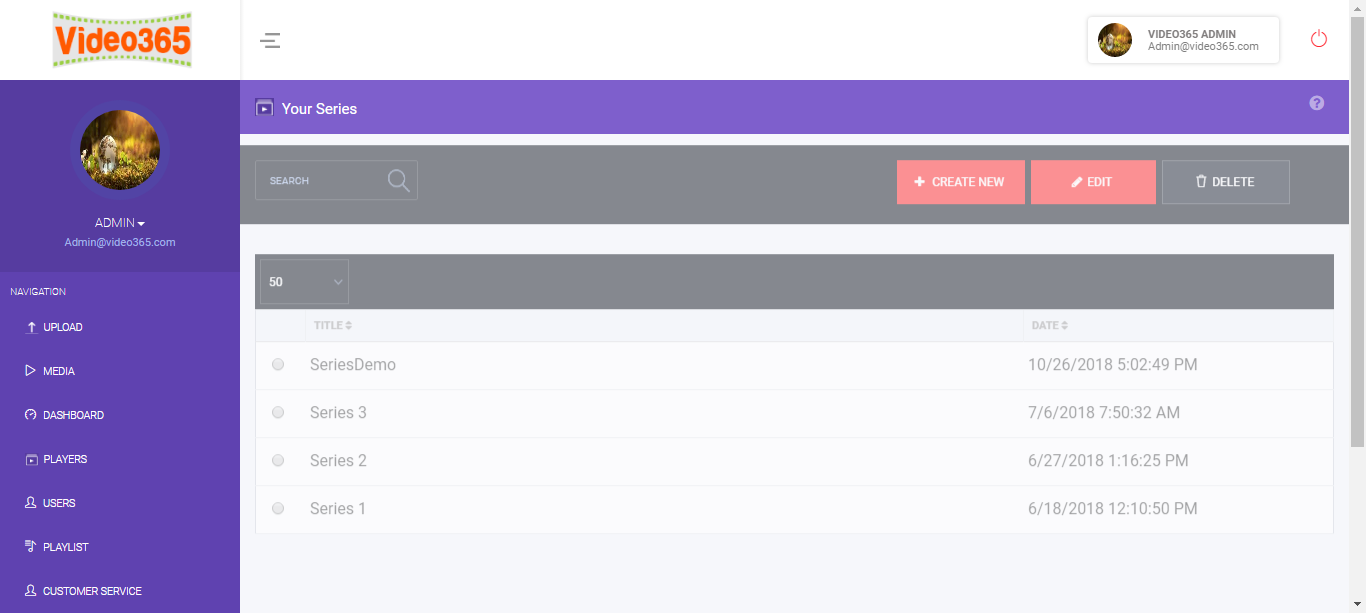 Video365
VIDEO365 ADMIN
Admin@video365.com
Your Series
?
ADMIN
Admin@video365.com
NAVIGATION
UPLOAD
MEDIA
DASHBOARD
PLAYERS
USERS
PLAYLIST
CUSTOMER SERVICE
SEARCH
CREATE NEW
EDIT
DELETE
50
TITLE DATE
SeriesDemo 10/26/2018 5:02:49 PM
Series 3 7/6/2018 7:50:32 AM
Series 2 6/27/2018 1:16:25 PM
Series 1 6/18/2018 12:10:50 PM